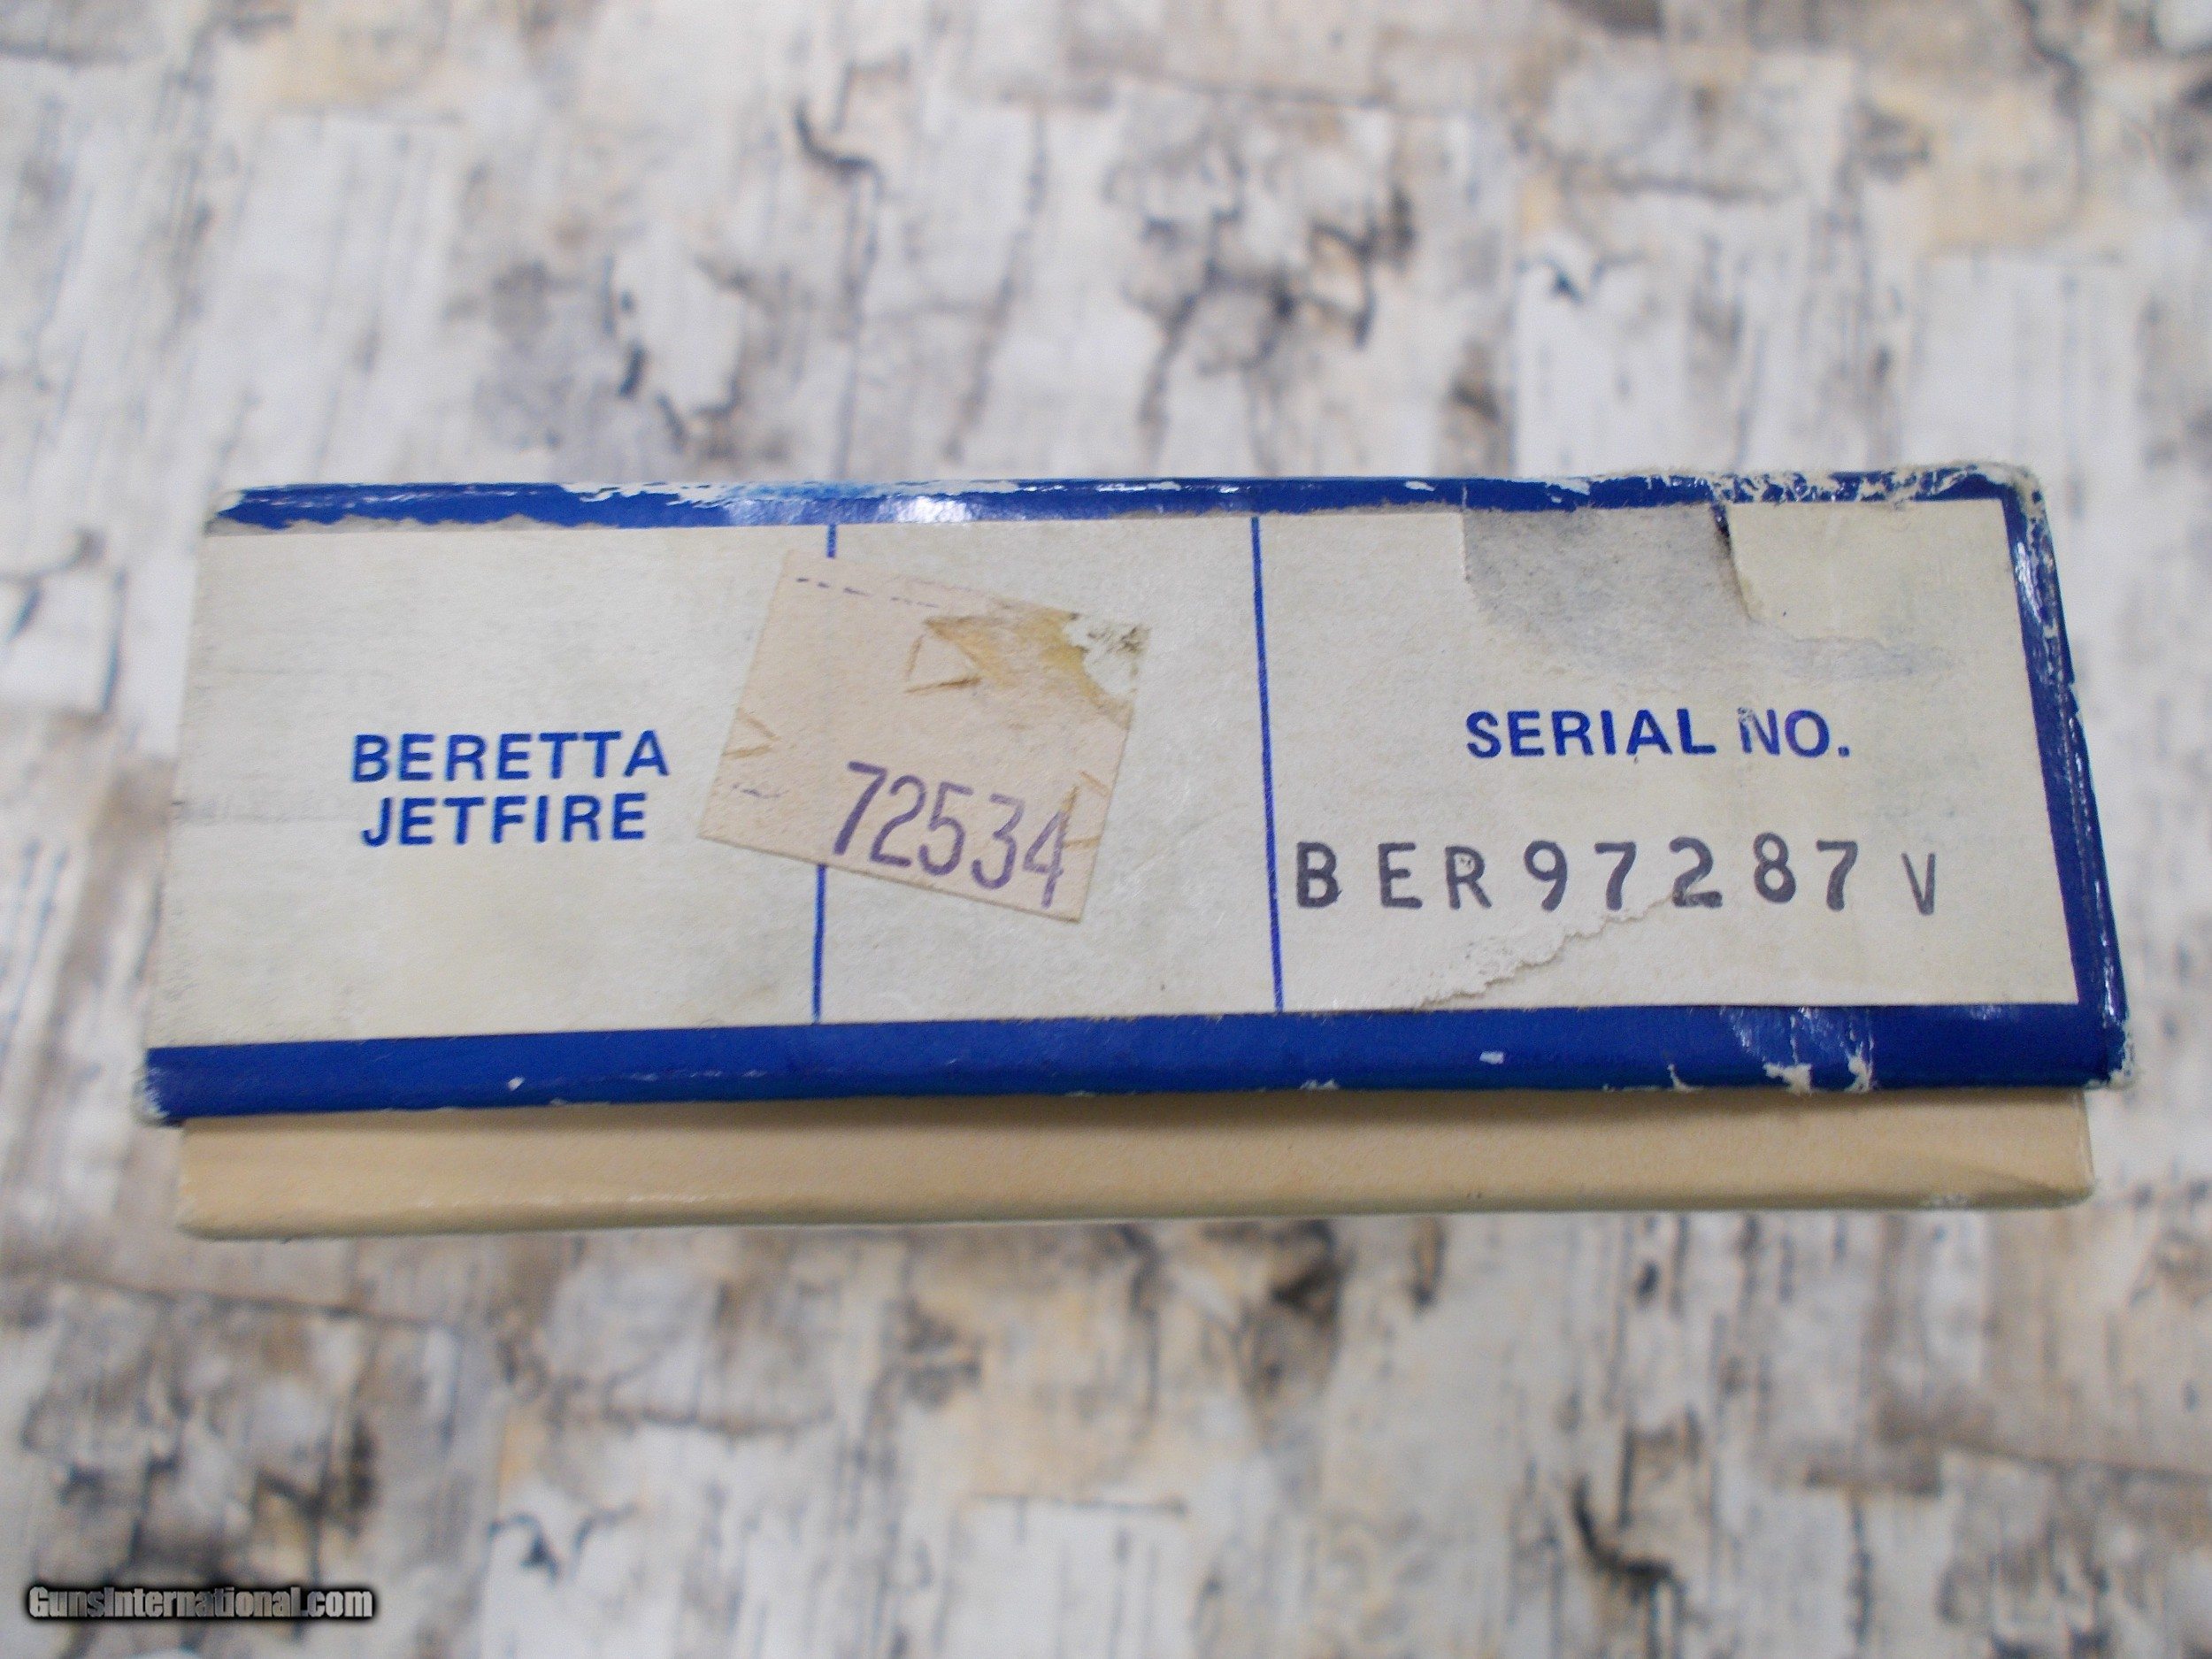 BERETTA
JETFIRE
72534
SERIAL NO.
BER97287V
GunsInternational.com